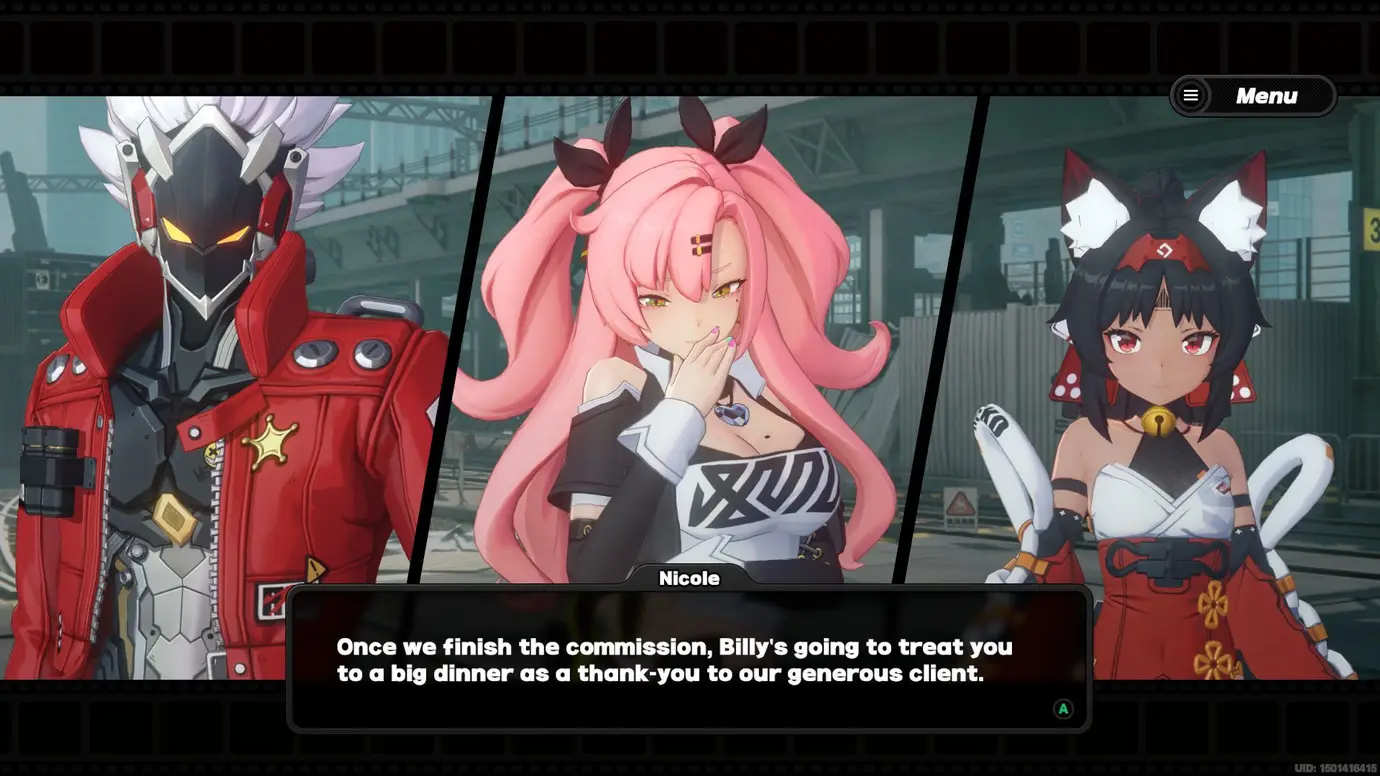 Menu
3
Nicole
Once we finish the commission, Billy's going to treat you
to a big dinner as a thank-you to our generous client.
A
UID: 1501416415